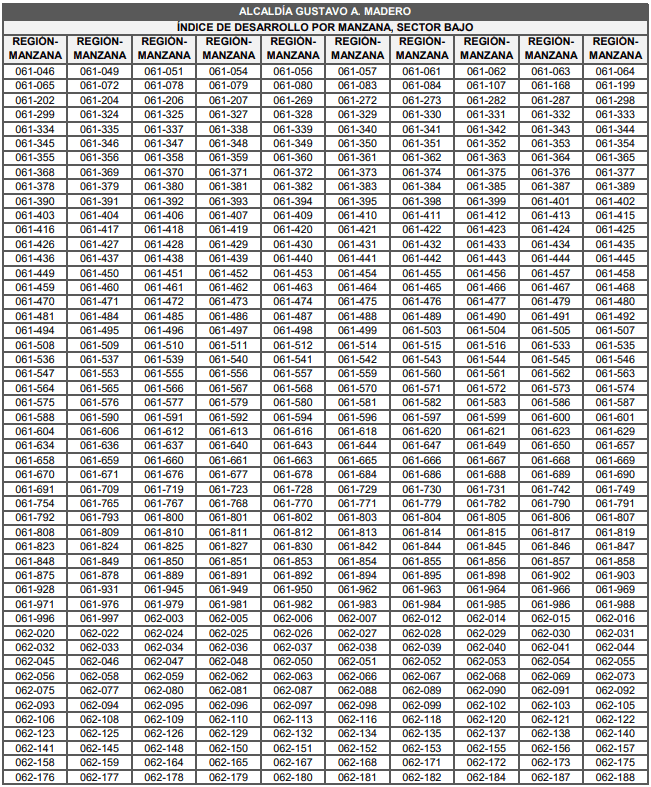 ALCALDÍA GUSTAVO A. MADERO
ÍNDICE DE DESARROLLO POR MANZANA, SECTOR BAJO
REGIÓN- REGIÓN- REGIÓN- REGIÓN- REGIÓN- REGIÓN- REGIÓN- REGIÓN- REGIÓN- REGIÓN-
MANZANA MANZANA MANZANA MANZANA MANZANA MANZANA MANZANA MANZANA MANZANA MANZANA
061-046 061-049 061-051 061-054 061-056 061-057 061-061 061-062 061-063 061-064
061-065 061-072 061-078 061-079 061-080 061-083 061-084 061-107 061-168 061-199
061-202 061-204 061-206 061-207 061-269 061-272 061-273 061-282 061-287 061-298
061-299 061-324 061-325 061-327 061-328 061-329 061-330 061-331 061-332 061-333
061-334 061-335 061-337 061-338 061-339 061-340 061-341 061-342 061-343 061-344
061-345 061-346 061-347 061-348 061-349 061-350 061-351 061-352 061-353 061-354
061-355 061-356 061-358 061-359 061-360 061-361 061-362 061-363 061-364 061-365
061-368 061-369 061-370 061-371 061-372 061-373 061-374 061-375 061-376 061-377
061-378 061-379 061-380 061-381 061-382 061-383 061-384 061-385 061-387 061-389
061-390 061-391 061-392 061-393 061-394 061-395 061-398 061-399 061-401 061-402
061-403 061-404 061-406 061-407 061-409 061-410 061-411 061-412 061-413 061-415
061-416 061-417 061-418 061-419 061-420 061-421 061-422 061-423 061-424 061-425
061-426 061-427 061-428 061-429 061-430 061-431 061-432 061-433 061-434 061-435
061-436 061-437 061-438 061-439 061-440 061-441 061-442 061-443 061-444 061-445
061-449 061-450 061-451 061-452 061-453 061-454 061-455 061-456 061-457 061-458
061-459 061-460 061-461 061-462 061-463 061-464 061-465 061-466 061-467 061-468
061-470 061-471 061-472 061-473 061-474 061-475 061-476 061-477 061-479 061-480
061-481 061-484 061-485 061-486 061-487 061-488 061-489 061-490 061-491 061-492
061-494 061-495 061-496 061-497 061-498 061-499 061-503 061-504 061-505 061-507
061-508 061-509 061-510 061-511 061-512 061-514 061-515 061-516 061-533 061-535
061-536 061-537 061-539 061-540 061-541 061-542 061-543 061-544 061-545 061-546
061-547 061-553 061-555 061-556 061-557 061-559 061-560 061-561 061-562 061-563
061-564 061-565 061-566 061-567 061-568 061-570 061-571 061-572 061-573 061-574
061-575 061-576 061-577 061-579 061-580 061-581 061-582 061-583 061-586 061-587
061-588 061-590 061-591 061-592 061-594 061-596 061-597 061-599 061-600 061-601
061-604 061-606 061-612 061-613 061-616 061-618 061-620 061-621 061-623 061-629
061-634 061-636 061-637 061-640 061-643 061-644 061-647 061-649 061-650 061-657
061-658 061-659 061-660 061-661 061-663 061-665 061-666 061-667 061-668 061-669
061-670 061-671 061-676 061-677 061-678 061-684 061-686 061-688 061-689 061-690
061-691 061-709 061-719 061-723 061-728 061-729 061-730 061-731 061-742 061-749
061-754 061-765 061-767 061-768 061-770 061-771 061-779 061-782 061-790 061-791
061-792 061-793 061-800 061-801 061-802 061-803 061-804 061-805 061-806 061-807
061-808 061-809 061-810 061-811 061-812 061-813 061-814 061-815 061-817 061-819
061-823 061-824 061-825 061-827 061-830 061-842 061-844 061-845 061-846 061-847
061-848 061-849 061-850 061-851 061-853 061-854 061-855 061-856 061-857 061-858
061-875 061-878 061-889 061-891 061-892 061-894 061-895 061-898 061-902 061-903
061-928 061-931 061-945 061-949 061-950 061-962 061-963 061-964 061-966 061-969
061-971 061-976 061-979 061-981 061-982 061-983 061-984 061-985 061-986 061-988
061-996 061-997 062-003 062-005 062-006 062-007 062-012 062-014 062-015 062-016
062-020 062-022 062-024 062-025 062-026 062-027 062-028 062-029 062-030 062-031
062-032 062-033 062-034 062-036 062-037 062-038 062-039 062-040 062-041 062-044
062-045 062-046 062-047 062-048 062-050 062-051 062-052 062-053 062-054 062-055
062-056 062-058 062-059 062-062 062-063 062-066 062-067 062-068 062-069 062-073
062-075 062-077 062-080 062-081 062-087 062-088 062-089 062-090 062-091 062-092
062-093 062-094 062-095 062-096 062-097 062-098 062-099 062-102 062-103 062-105
062-106 062-108 062-109 062-110 062-113 062-116 062-118 062-120 062-121 062-122
062-123 062-125 062-126 062-129 062-132 062-134 062-135 062-137 062-138 062-140
062-141 062-145 062-148 062-150 062-151 062-152 062-153 062-155 062-156 062-157
062-158 062-159 062-164 062-165 062-167 062-168 062-171 062-172 062-173 062-175
062-176 062-177 062-178 062-179 062-180 062-181 062-182 062-184 062-187 062-188